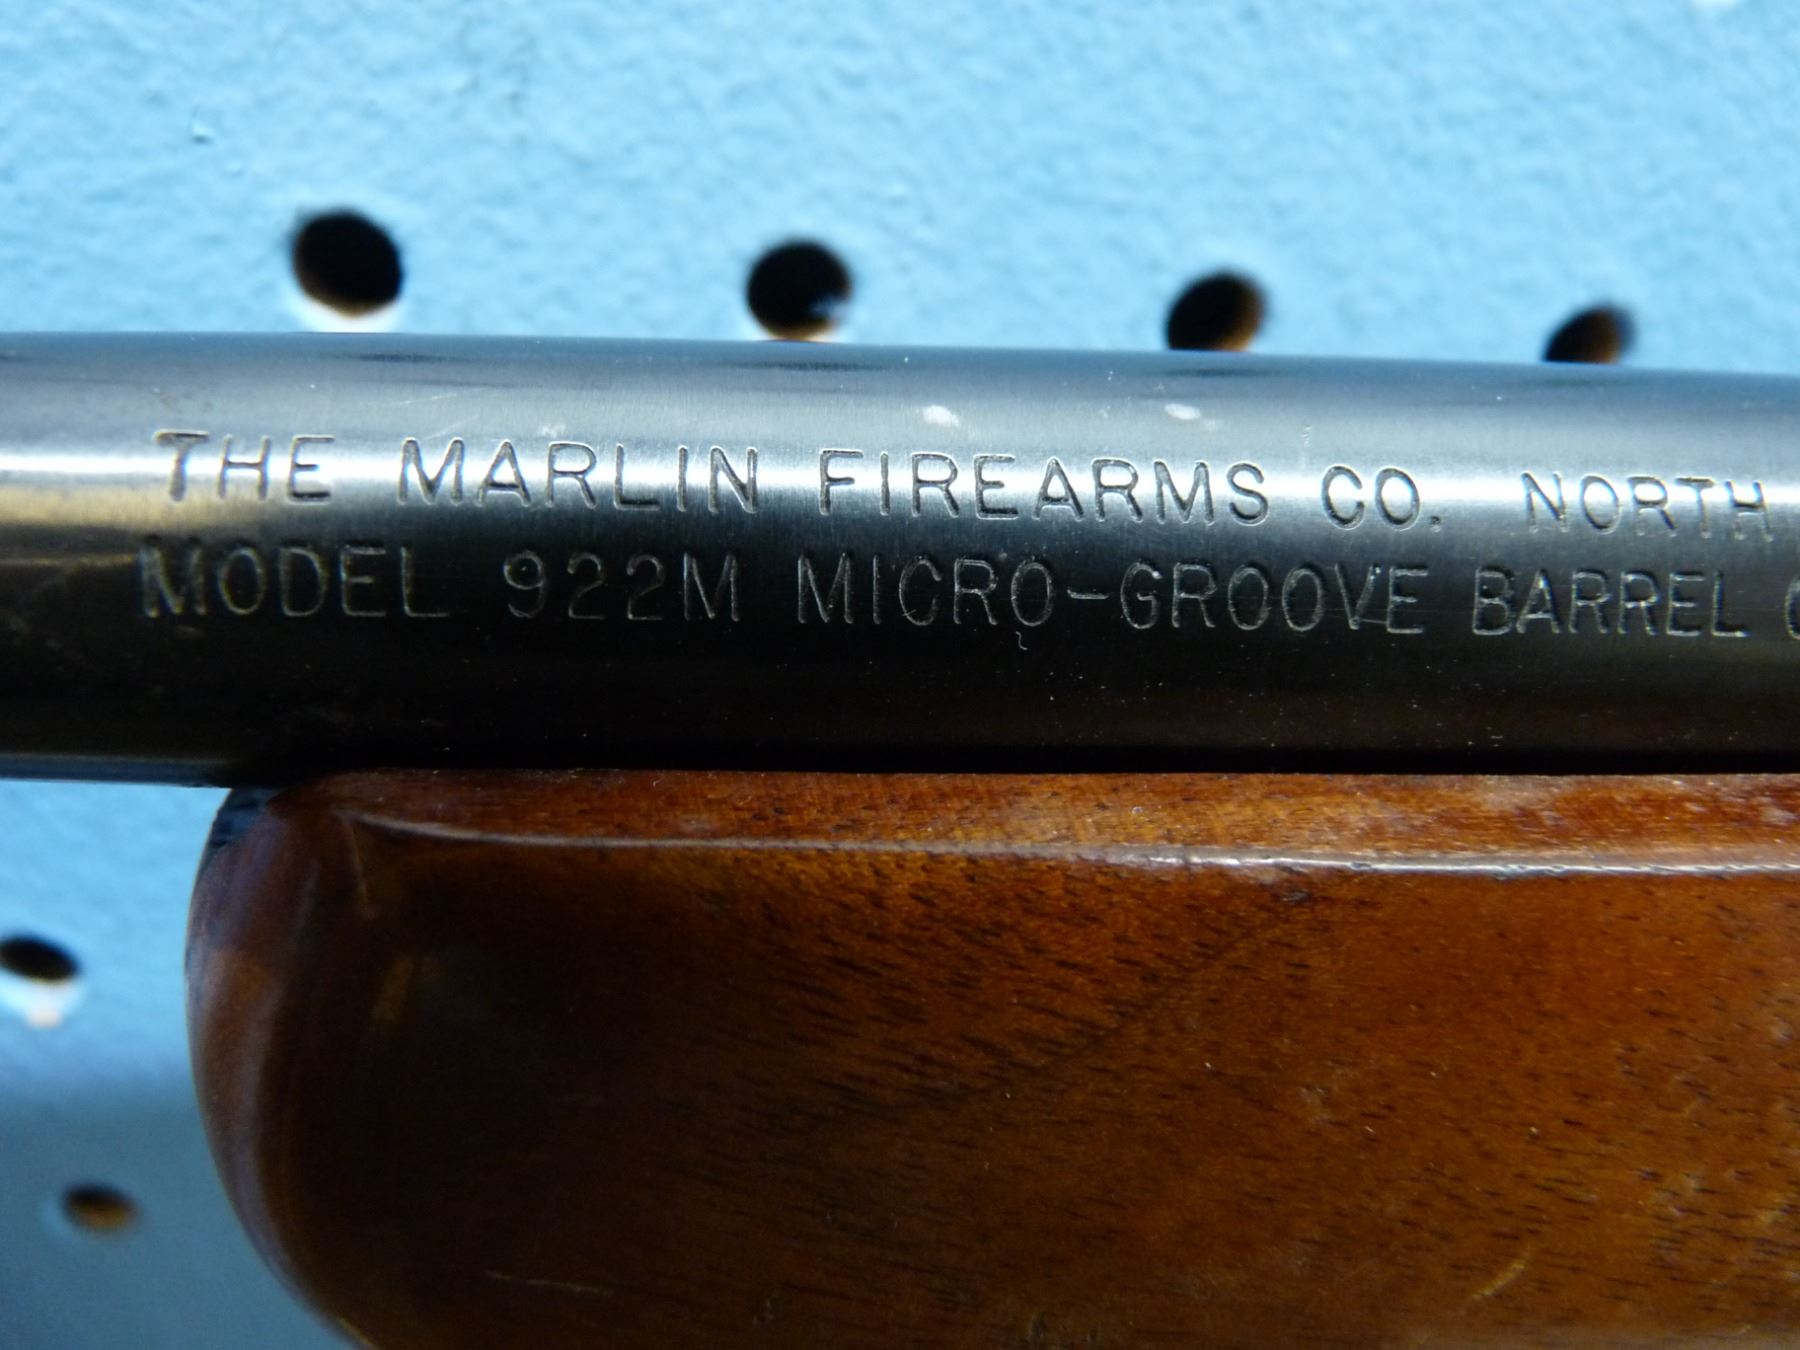 THE MARLIN FIREARMS CO. NORTH
MODEL 922M MICRO-GROOVE BARREL